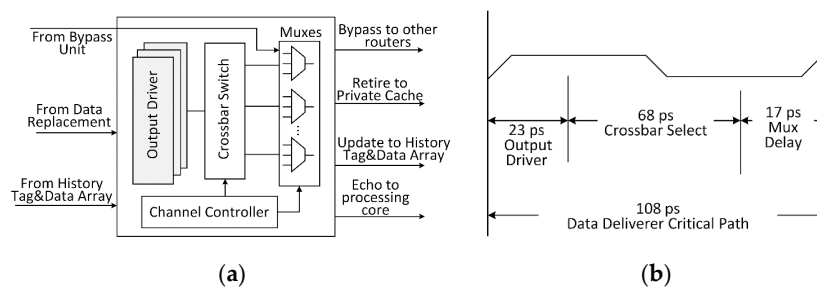 From Bypass
Unit
From Data
Replacement
From History
Tag&Data Array
Output Driver
Crossbar Switch
Muxes
...
Channel Controller
Bypass to other
routers
Retire to
Private Cache
Update to History
Tag&Data Array
Echo to
processing
core
(a)
23 ps
Output
Driver
68 ps
Crossbar Select
17 ps
Mux
Delay
108 ps
Data Deliverer Critical Path
(b)